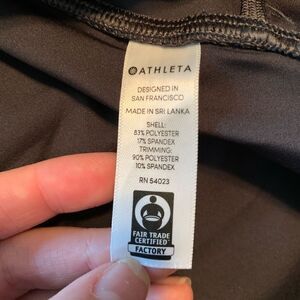 ATHLETA
DESIGNED IN
SAN FRANCISCO
MADE IN SRI LANKA
SHELL:
83% POLYESTER
17% SPANDEX
TRIMMING:
90% POLYESTER
10% SPANDEX
RN 54023
FAIR TRADE
CERTIFIED
FACTORY